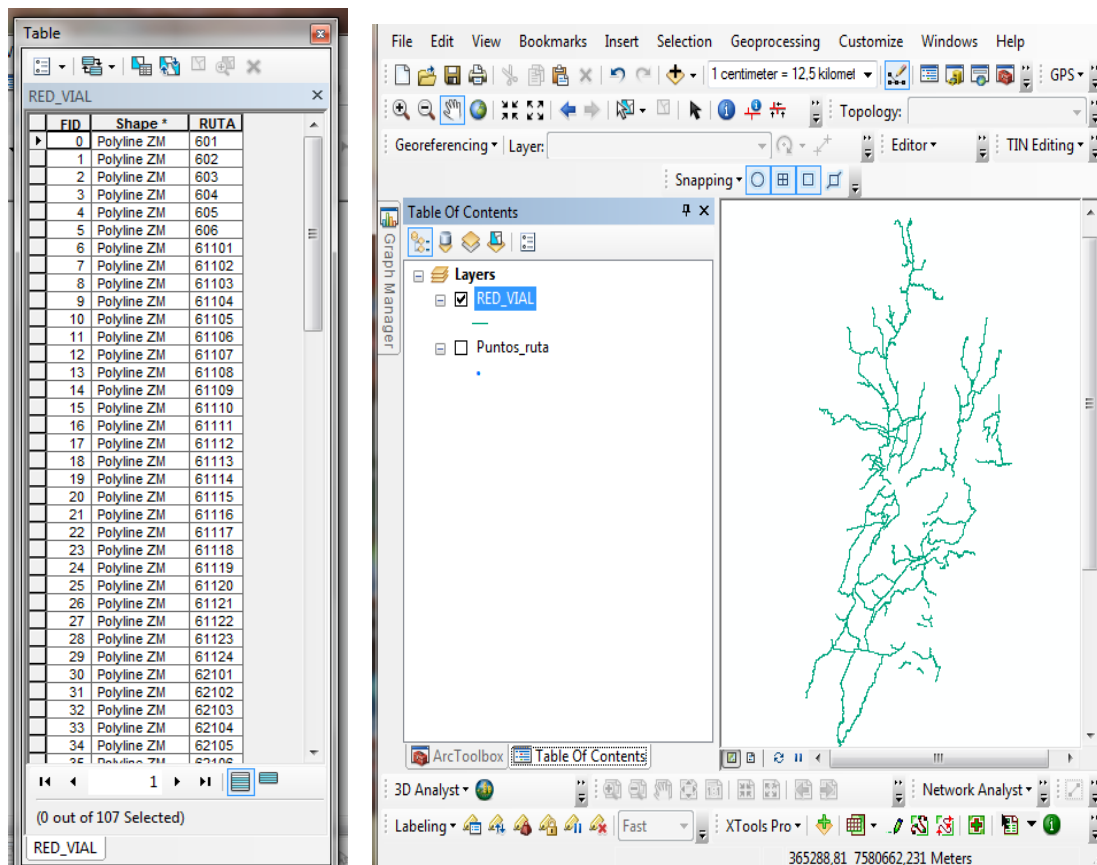 Table
RED_VIAL
FID Shape * RUTA
0 Polyline ZM 601
1 Polyline ZM 602
2 Polyline ZM 603
3 Polyline ZM 604
4 Polyline ZM 605
5 Polyline ZM 606
6 Polyline ZM 61101
7 Polyline ZM 61102
8 Polyline ZM 61103
9 Polyline ZM 61104
10 Polyline ZM 61105
11 Polyline ZM 61106
12 Polyline ZM 61107
13 Polyline ZM 61108
14 Polyline ZM 61109
15 Polyline ZM 61110
16 Polyline ZM 61111
17 Polyline ZM 61112
18 Polyline ZM 61113
19 Polyline ZM 61114
20 Polyline ZM 61115
21 Polyline ZM 61116
22 Polyline ZM 61117
23 Polyline ZM 61118
24 Polyline ZM 61119
25 Polyline ZM 61120
26 Polyline ZM 61121
27 Polyline ZM 61122
28 Polyline ZM 61123
29 Polyline ZM 61124
30 Polyline ZM 62101
31 Polyline ZM 62102
32 Polyline ZM 62103
33 Polyline ZM 62104
34 Polyline ZM 62105
35 Polyline ZM 62106
1
(0 out of 107 Selected)
RED_VIAL
File Edit View Bookmarks Insert Selection Geoprocessing Customize Windows Help
1 centimeter = 12,5 kilomet GPS
Topology:
Georeferencing Layer: Editor TIN Editing
Snapping
Table Of Contents
Graph Manager
Layers
RED_VIAL
Puntos_ruta
ArcToolbox Table Of Contents
3D Analyst Network Analyst
Labeling Fast XTools Pro
365288,81 7580662,231 Meters